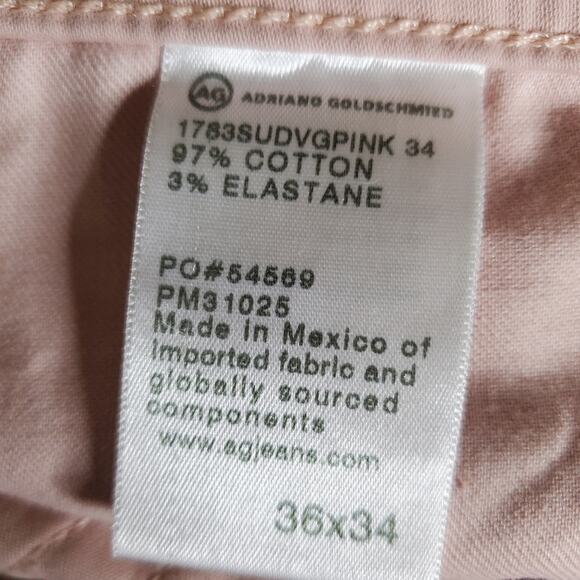 AG ADRIANO GOLDSCHMIED
1783SUDVGPINK 34
97% COTTON
3% ELASTANE
PO#54569
PM31025
Made in Mexico of
imported fabric and
globally sourced
components
www.agjeans.com
36x34